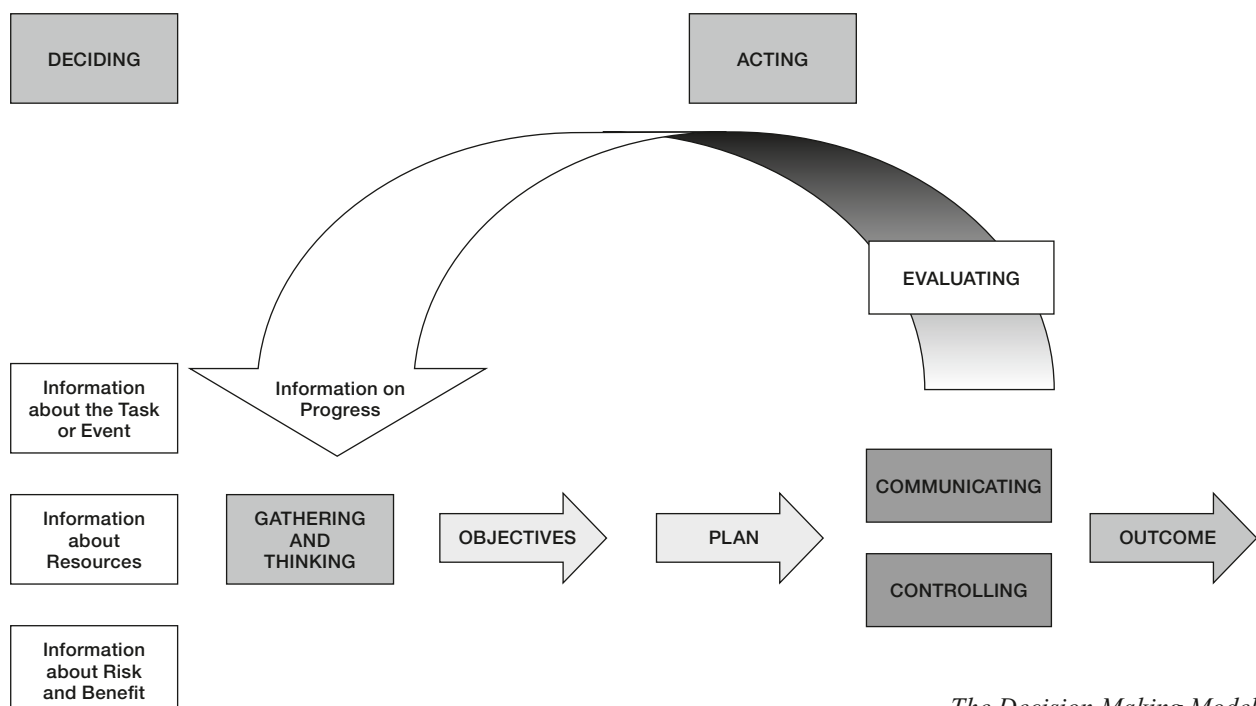 DECIDING
ACTING
EVALUATING
Information
about the Task
or Event
Information on
Progress
Information
about
Resources
GATHERING
AND
THINKING
OBJECTIVES
PLAN
COMMUNICATING
CONTROLLING
OUTCOME
Information
about Risk
and Benefit
The Decision Making Model